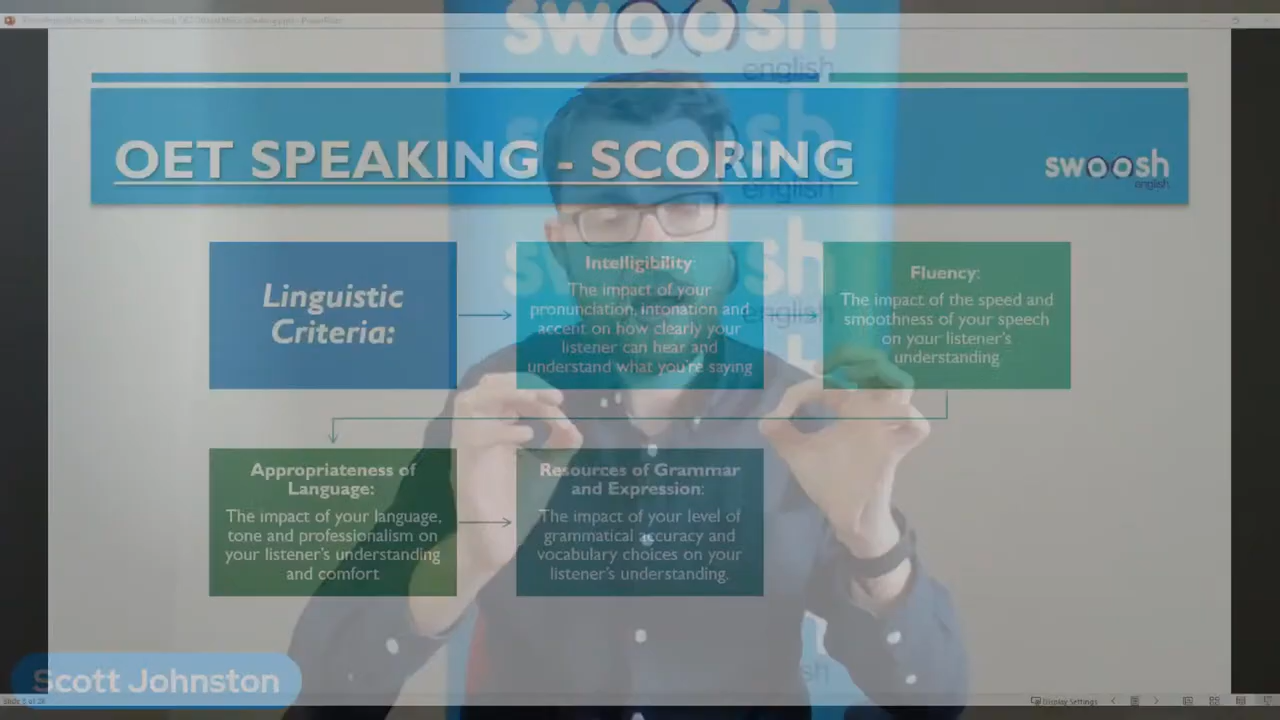 swoosh
english
OET SPEAKING - SCORING
swoosh
english
Linguistic
Criteria:
Intelligibility:
The impact of your
pronunciation, intonation and
accent on how clearly your
listener can hear and
understand what you're saying
Fluency:
The impact of the speed and
smoothness of your speech
on your listener's
understanding
Appropriateness of
Language:
The impact of your language,
tone and professionalism on
your listener's understanding
and comfort
Resources of Grammar
and Expression:
The impact of your level of
grammatical accuracy and
vocabulary choices on your
listener's understanding.
Scott Johnston
Display Settings